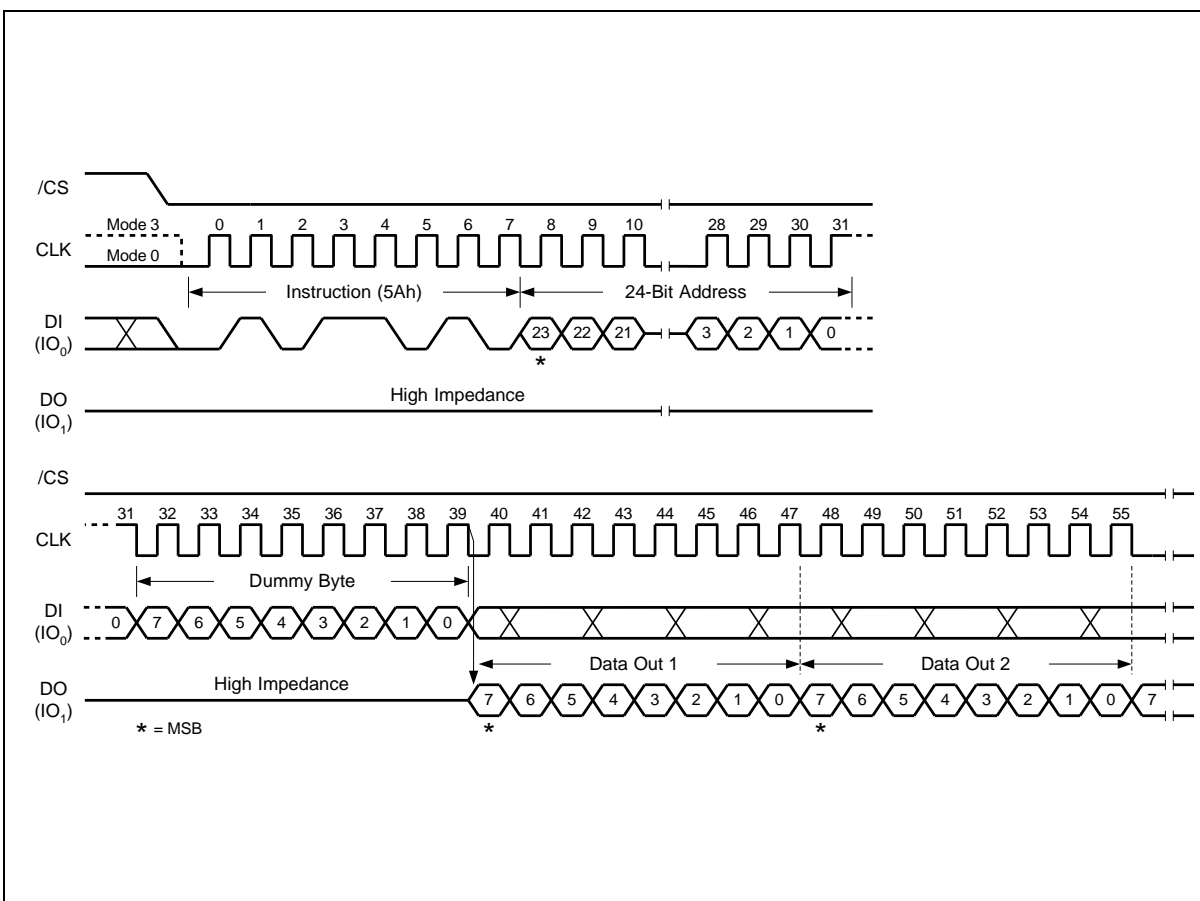 /CS
Mode 3 0 1 2 3 4 5 6 7 8 9 10 28 29 30 31
CLK
Mode 0
Instruction (5Ah) 24-Bit Address
DI
(IO0) 23 22 21 3 2 1 0
*
High Impedance
DO
(IO1)
/CS
31 32 33 34 35 36 37 38 39 40 41 42 43 44 45 46 47 48 49 50 51 52 53 54 55
CLK
Dummy Byte
DI
(IO0) 0 7 6 5 4 3 2 1 0
Data Out 1 Data Out 2
High Impedance
DO
(IO1) 7 6 5 4 3 2 1 0 7 6 5 4 3 2 1 0 7
* = MSB * *